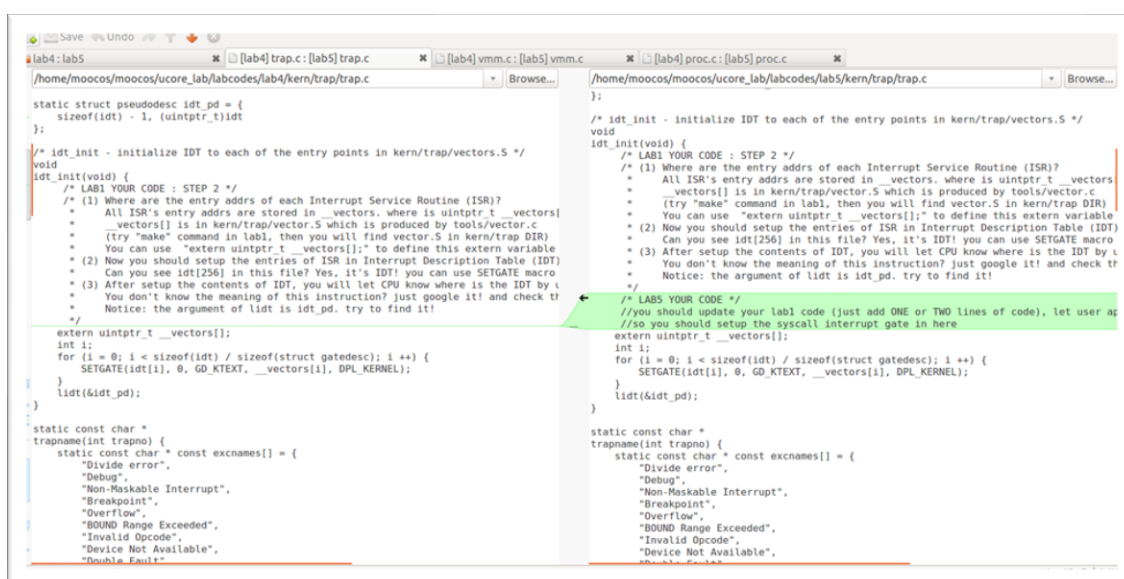 Save Undo
lab4 : lab5
[lab4] trap.c : [lab5] trap.c
[lab4] vmm.c : [lab5] vmm.c
[lab4] proc.c : [lab5] proc.c
/home/moocos/moocos/ucore_lab/labcodes/lab4/kern/trap/trap.c
Browse...
static struct pseudodesc idt_pd = {
sizeof(idt) - 1, (uintptr_t)idt
};
/* idt_init - initialize IDT to each of the entry points in kern/trap/vectors.S */
void
idt_init(void) {
/* LAB1 YOUR CODE : STEP 2 */
/* (1) Where are the entry addrs of each Interrupt Service Routine (ISR)?
* All ISR's entry addrs are stored in __vectors. where is uintptr_t __vectors[
* __vectors[] is in kern/trap/vector.S which is produced by tools/vector.c
* (try "make" command in lab1, then you will find vector.S in kern/trap DIR)
* You can use "extern uintptr_t __vectors[];" to define this extern variable
* (2) Now you should setup the entries of ISR in Interrupt Description Table (IDT)
* Can you see idt[256] in this file? Yes, it's IDT! you can use SETGATE macro
* (3) After setup the contents of IDT, you will let CPU know where is the IDT by u
* You don't know the meaning of this instruction? just google it! and check th
* Notice: the argument of lidt is idt_pd. try to find it!
*/
extern uintptr_t __vectors[];
int i;
for (i = 0; i < sizeof(idt) / sizeof(struct gatedesc); i ++) {
SETGATE(idt[i], 0, GD_KTEXT, __vectors[i], DPL_KERNEL);
}
lidt(&idt_pd);
}
static const char *
trapname(int trapno) {
static const char * const excnames[] = {
"Divide error",
"Debug",
"Non-Maskable Interrupt",
"Breakpoint",
"Overflow",
"BOUND Range Exceeded",
"Invalid Opcode",
"Device Not Available",
"Double Fault"
/home/moocos/moocos/ucore_lab/labcodes/lab5/kern/trap/trap.c
Browse...
};
/* idt_init - initialize IDT to each of the entry points in kern/trap/vectors.S */
void
idt_init(void) {
/* LAB1 YOUR CODE : STEP 2 */
/* (1) Where are the entry addrs of each Interrupt Service Routine (ISR)?
* All ISR's entry addrs are stored in __vectors. where is uintptr_t __vectors
* __vectors[] is in kern/trap/vector.S which is produced by tools/vector.c
* (try "make" command in lab1, then you will find vector.S in kern/trap DIR)
* You can use "extern uintptr_t __vectors[];" to define this extern variable
* (2) Now you should setup the entries of ISR in Interrupt Description Table (IDT)
* Can you see idt[256] in this file? Yes, it's IDT! you can use SETGATE macro
* (3) After setup the contents of IDT, you will let CPU know where is the IDT by u
* You don't know the meaning of this instruction? just google it! and check th
* Notice: the argument of lidt is idt_pd. try to find it!
*/
/* LAB5 YOUR CODE */
//you should update your lab1 code (just add ONE or TWO lines of code), let user ap
//so you should setup the syscall interrupt gate in here
extern uintptr_t __vectors[];
int i;
for (i = 0; i < sizeof(idt) / sizeof(struct gatedesc); i ++) {
SETGATE(idt[i], 0, GD_KTEXT, __vectors[i], DPL_KERNEL);
}
lidt(&idt_pd);
}
static const char *
trapname(int trapno) {
static const char * const excnames[] = {
"Divide error",
"Debug",
"Non-Maskable Interrupt",
"Breakpoint",
"Overflow",
"BOUND Range Exceeded",
"Invalid Opcode",
"Device Not Available",